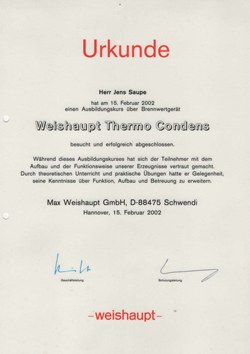 Urkunde
Herr Jens Saupe
hat am 15. Februar 2002
einen Ausbildungskurs über Brennwertgerät
Weishaupt Thermo Condens
besucht und erfolgreich abgeschlossen.
Während dieses Ausbildungskurses hat sich der Teilnehmer mit dem
Aufbau und der Funktionsweise unserer Erzeugnisse vertraut gemacht.
Durch theoretischen Unterricht und praktische Übungen hatte er Gelegenheit,
seine Kenntnisse über Funktion, Aufbau und Betreuung zu erweitern.
Max Weishaupt GmbH, D-88475 Schwendi
Hannover, 15. Februar 2002
Geschäftsleitung Schulungsleitung
–weishaupt–